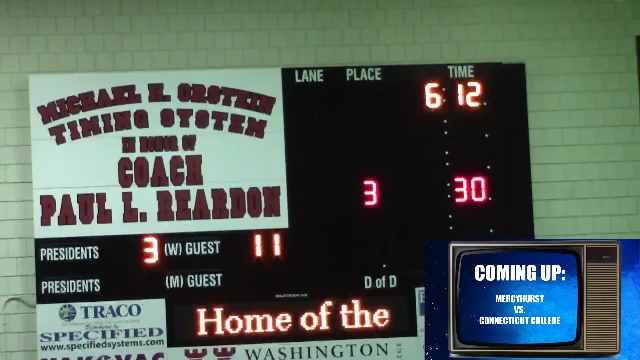 LANE PLACE TIME
6 12
MICHAEL H. ORSTEIN
TIMING SYSTEM
IN HONOR OF
COACH
PAUL L. REARDON
3 30
PRESIDENTS 3 (W) GUEST 11
PRESIDENTS (M) GUEST
D of D
TRACO
SPECIFIED
www.specifiedsystems.com
Home of the
WASHINGTON
COMING UP:
MERCYHURST
VS.
CONNECTICUT COLLEGE